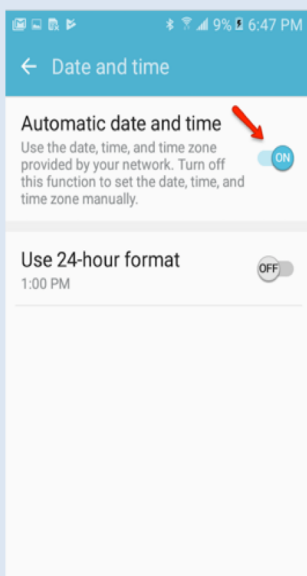 9% 6:47 PM
Date and time
Automatic date and time
Use the date, time, and time zone
provided by your network. Turn off
this function to set the date, time, and
time zone manually.
ON
Use 24-hour format
1:00 PM
OFF